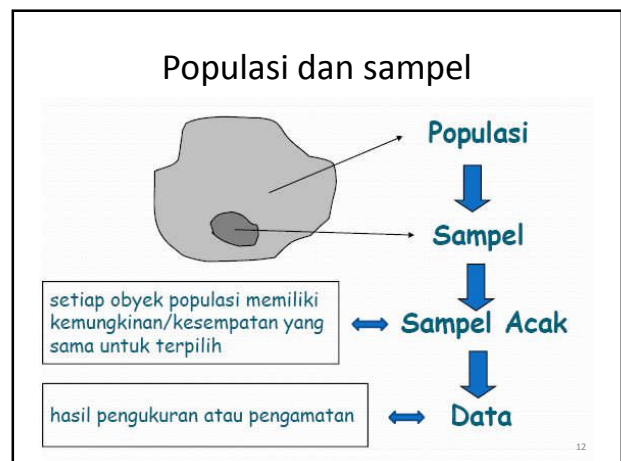 Populasi dan sampel
Populasi
Sampel
setiap obyek populasi memiliki
kemungkinan/kesempatan yang
sama untuk terpilih
Sampel Acak
hasil pengukuran atau pengamatan
Data
12